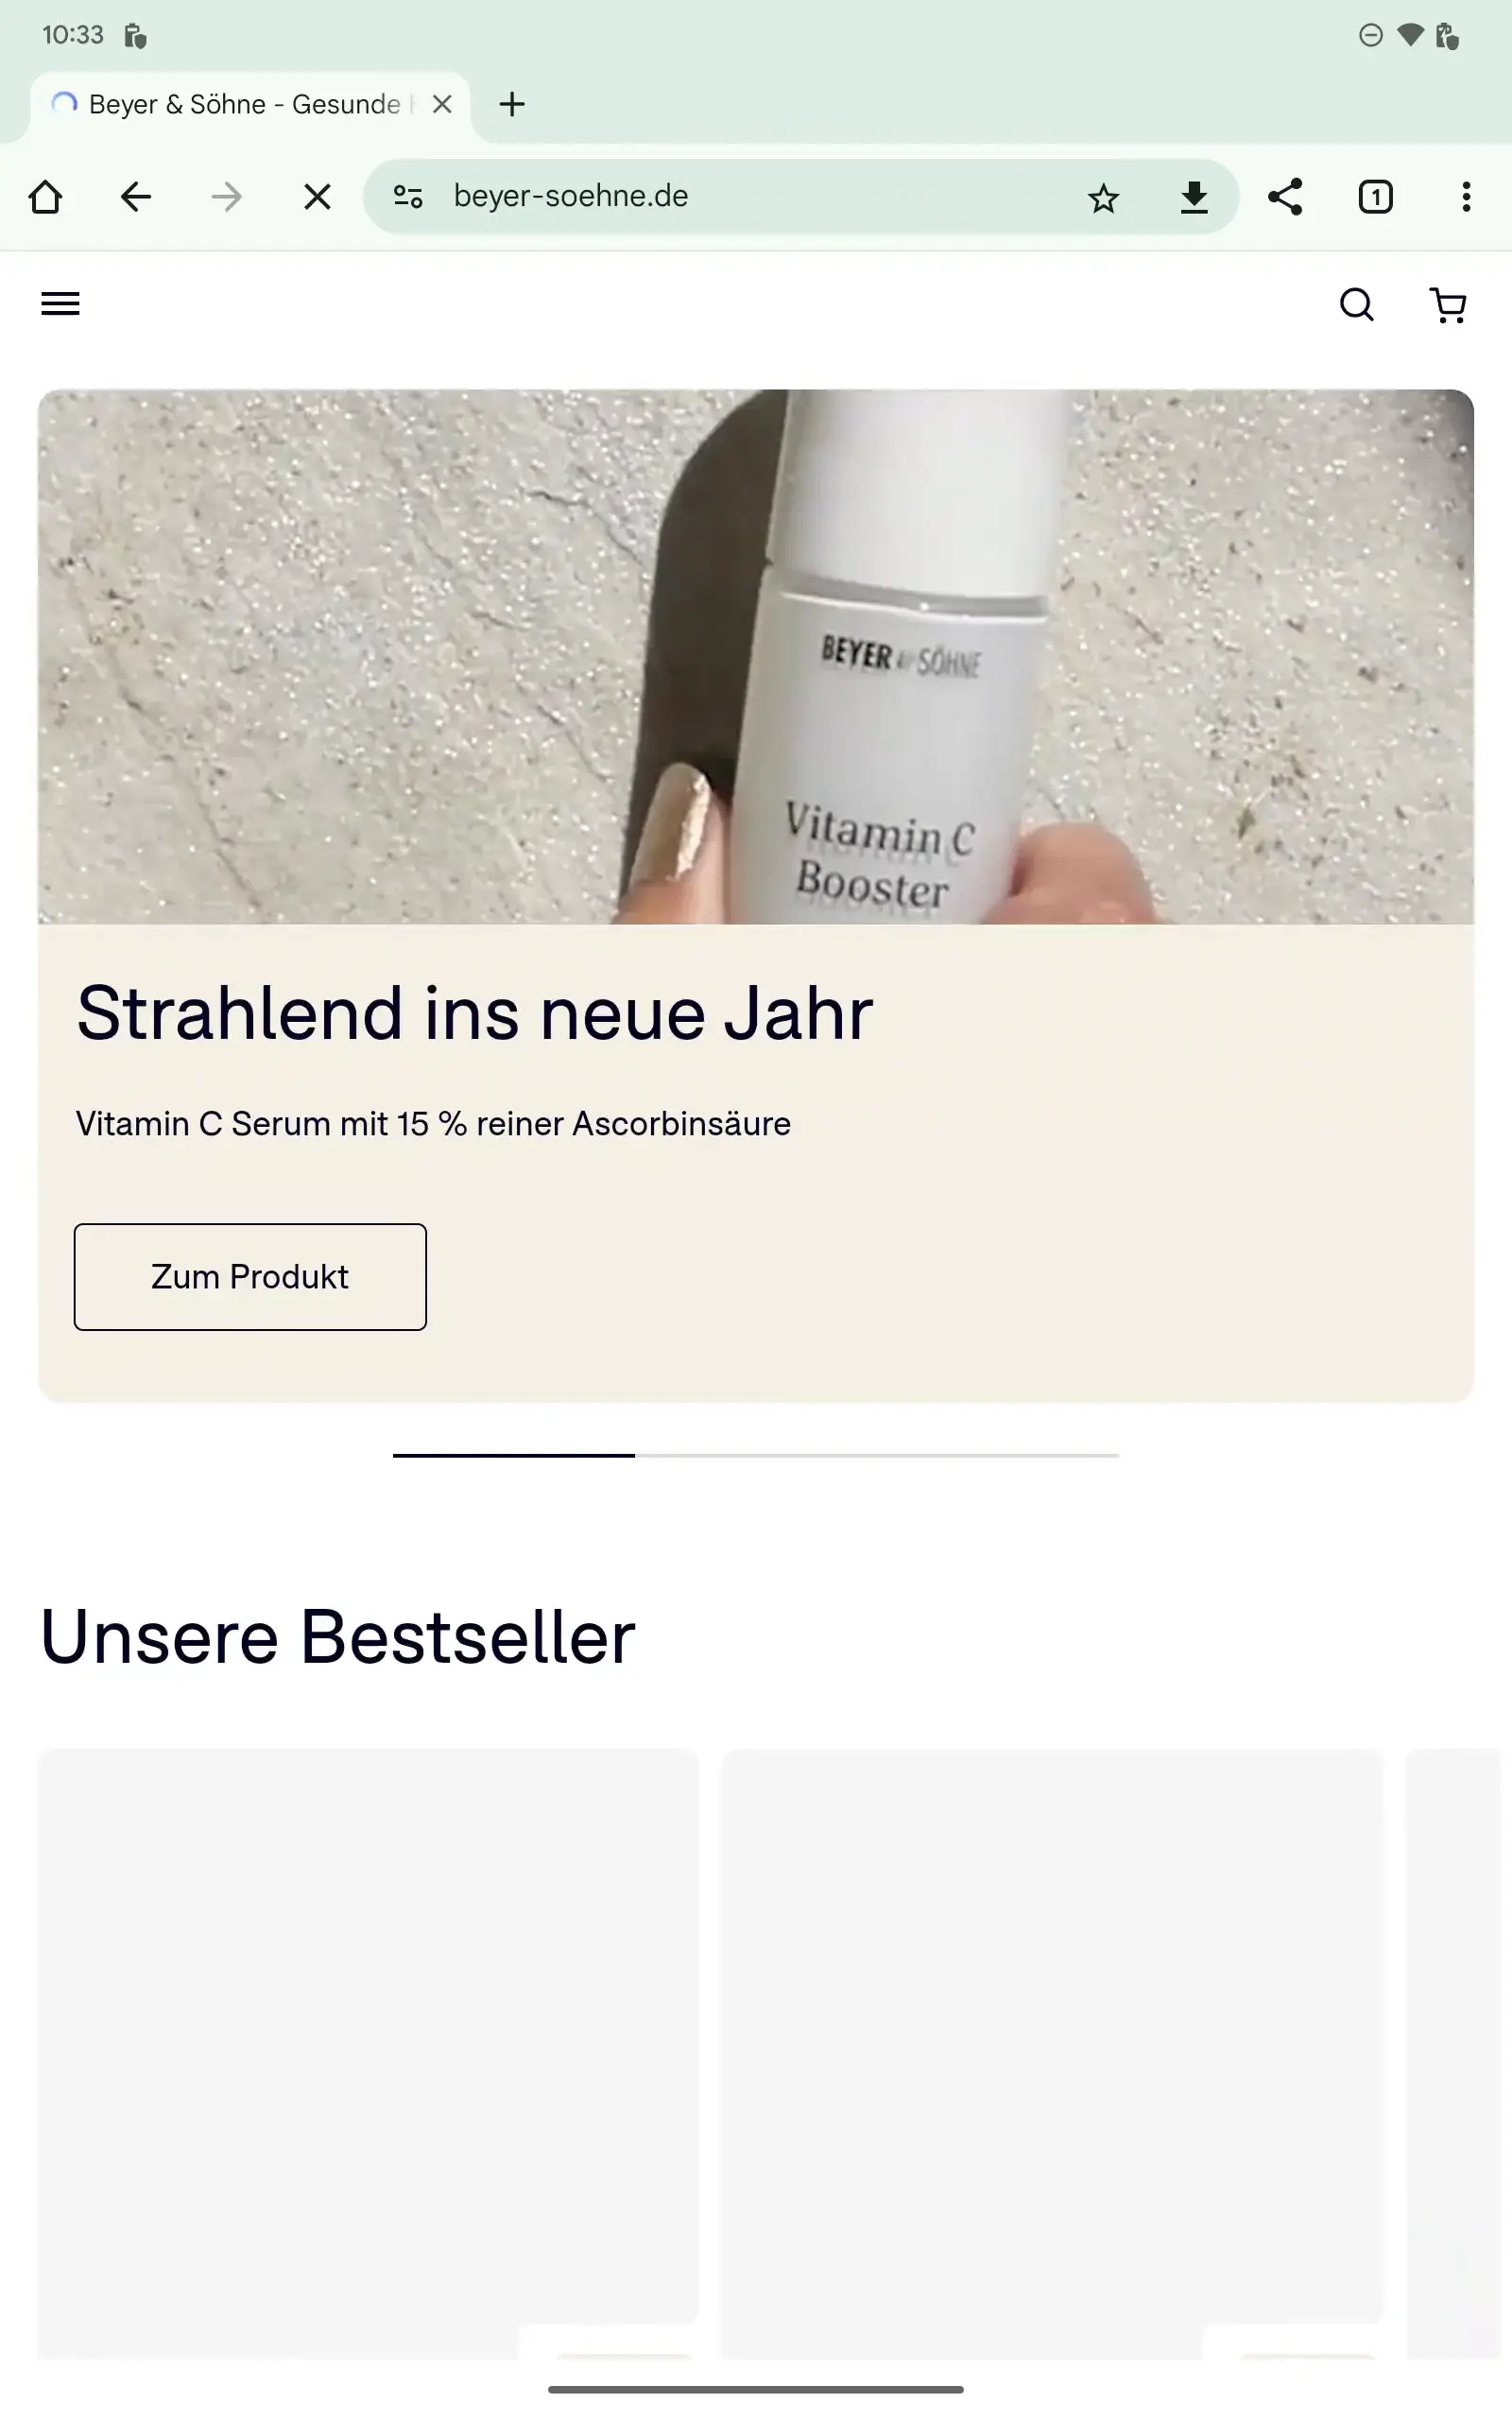 10:33
Beyer & Söhne - Gesunde
beyer-soehne.de
1
BEYER & SÖHNE
Vitamin C
Booster
Strahlend ins neue Jahr
Vitamin C Serum mit 15 % reiner Ascorbinsäure
Zum Produkt
Unsere Bestseller